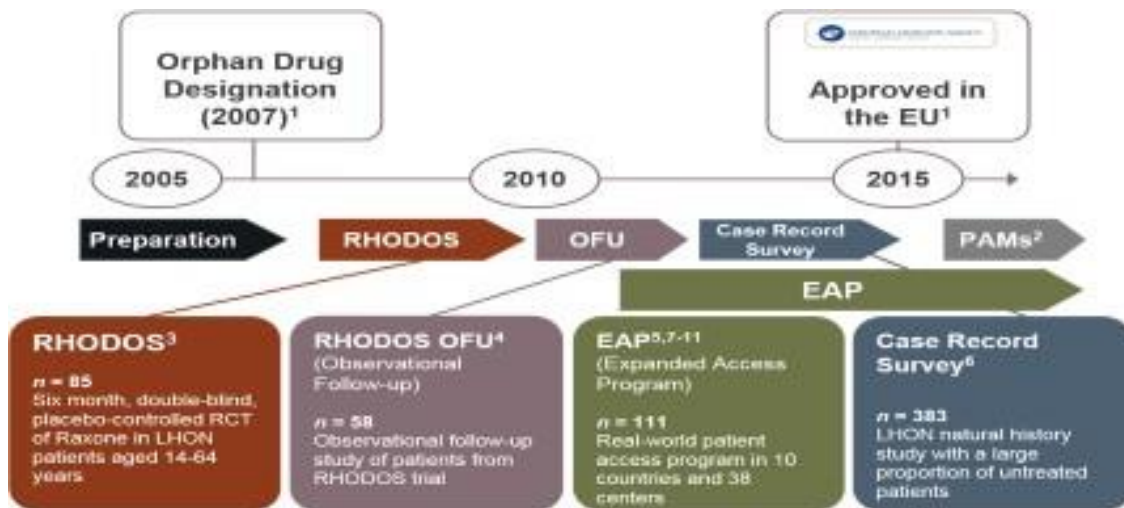 Orphan Drug
Designation
(2007)1
Approved in
the EU1
2005
2010
2015
Preparation
RHODOS
OFU
Case Record
Survey
PAMs2
EAP
RHODOS3
n = 85
Six month, double-blind,
placebo-controlled RCT
of Raxone in LHON
patients aged 14-64
years
RHODOS OFU4
(Observational
Follow-up)
n = 58
Observational follow-up
study of patients from
RHODOS trial
EAP5,7-11
(Expanded Access
Program)
n = 111
Real-world patient
access program in 10
countries and 38
centers
Case Record
Survey6
n = 383
LHON natural history
study with a large
proportion of untreated
patients